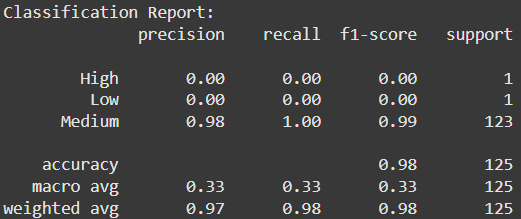 Classification Report:
precision recall f1-score support
High 0.00 0.00 0.00 1
Low 0.00 0.00 0.00 1
Medium 0.98 1.00 0.99 123
accuracy 0.98 125
macro avg 0.33 0.33 0.33 125
weighted avg 0.97 0.98 0.98 125